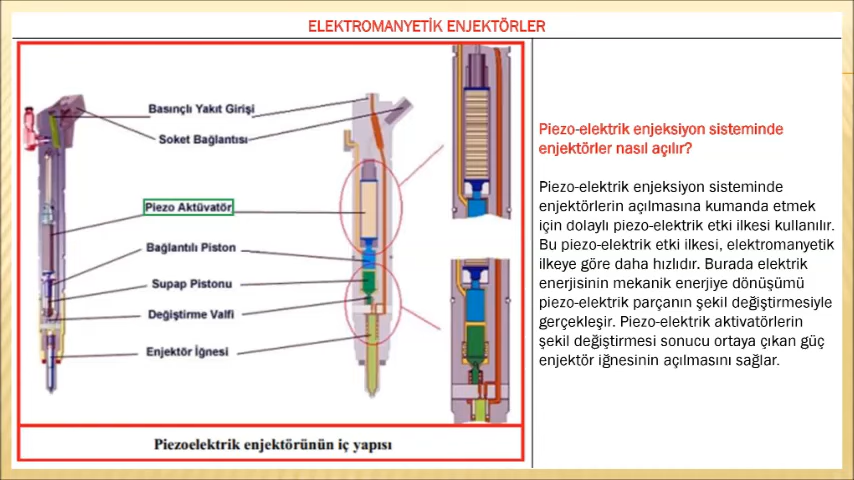 ELEKTROMANYETİK ENJEKTÖRLER
Basınçlı Yakıt Girişi
Soket Bağlantısı
Piezo Aktüvatör
Bağlantılı Piston
Supap Pistonu
Değiştirme Valfi
Enjektör İğnesi
Piezoelektrik enjektörünün iç yapısı
Piezo-elektrik enjeksiyon sisteminde
enjektörler nasıl açılır?
Piezo-elektrik enjeksiyon sisteminde
enjektörlerin açılmasına kumanda etmek
için dolaylı piezo-elektrik etki ilkesi kullanılır.
Bu piezo-elektrik etki ilkesi, elektromanyetik
ilkeye göre daha hızlıdır. Burada elektrik
enerjisinin mekanik enerjiye dönüşümü
piezo-elektrik parçanın şekil değiştirmesiyle
gerçekleşir. Piezo-elektrik aktivatörlerin
şekil değiştirmesi sonucu ortaya çıkan güç
enjektör iğnesinin açılmasını sağlar.